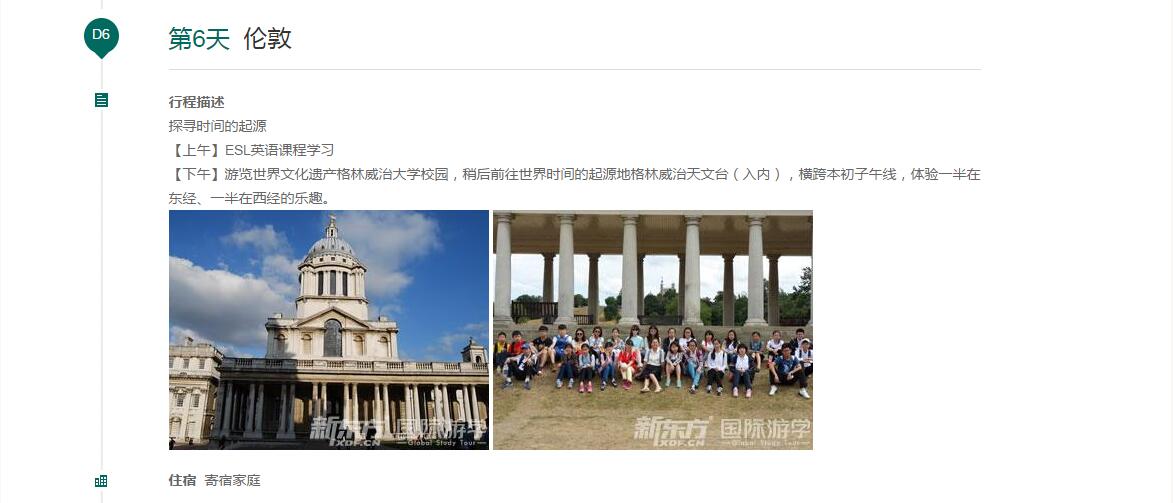 D6
第6天 伦敦
行程描述
探寻时间的起源
【上午】ESL英语课程学习
【下午】游览世界文化遗产格林威治大学校园，稍后前往世界时间的起源地格林威治天文台（入内），横跨本初子午线，体验一半在
东经、一半在西经的乐趣。
新东方 国际游学
XDF.CN —Global Study Tour—
新东方 国际游学
XDF.CN —Global Study Tour—
住宿 寄宿家庭